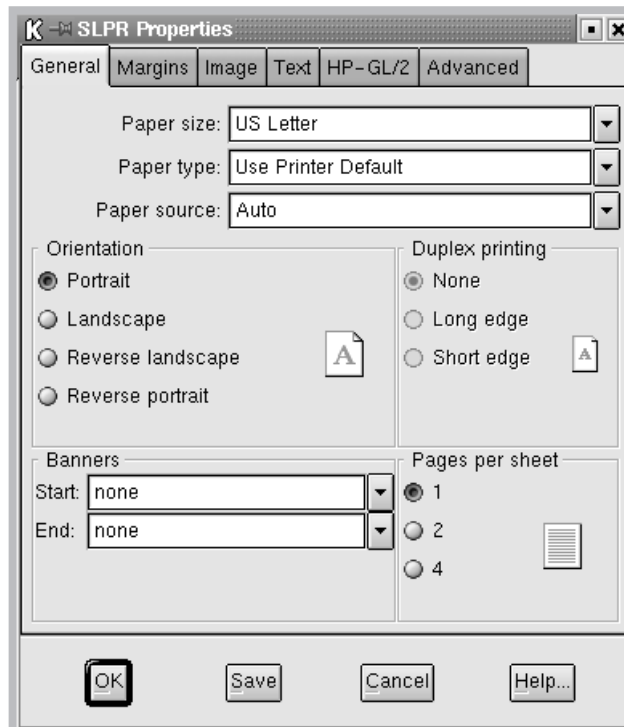 K SLPR Properties
General Margins Image Text HP-GL/2 Advanced
Paper size: US Letter
Paper type: Use Printer Default
Paper source: Auto
Orientation
Portrait
Landscape
Reverse landscape
Reverse portrait
A
Duplex printing
None
Long edge
Short edge
A
Banners
Start: none
End: none
Pages per sheet
1
2
4
OK Save Cancel Help...